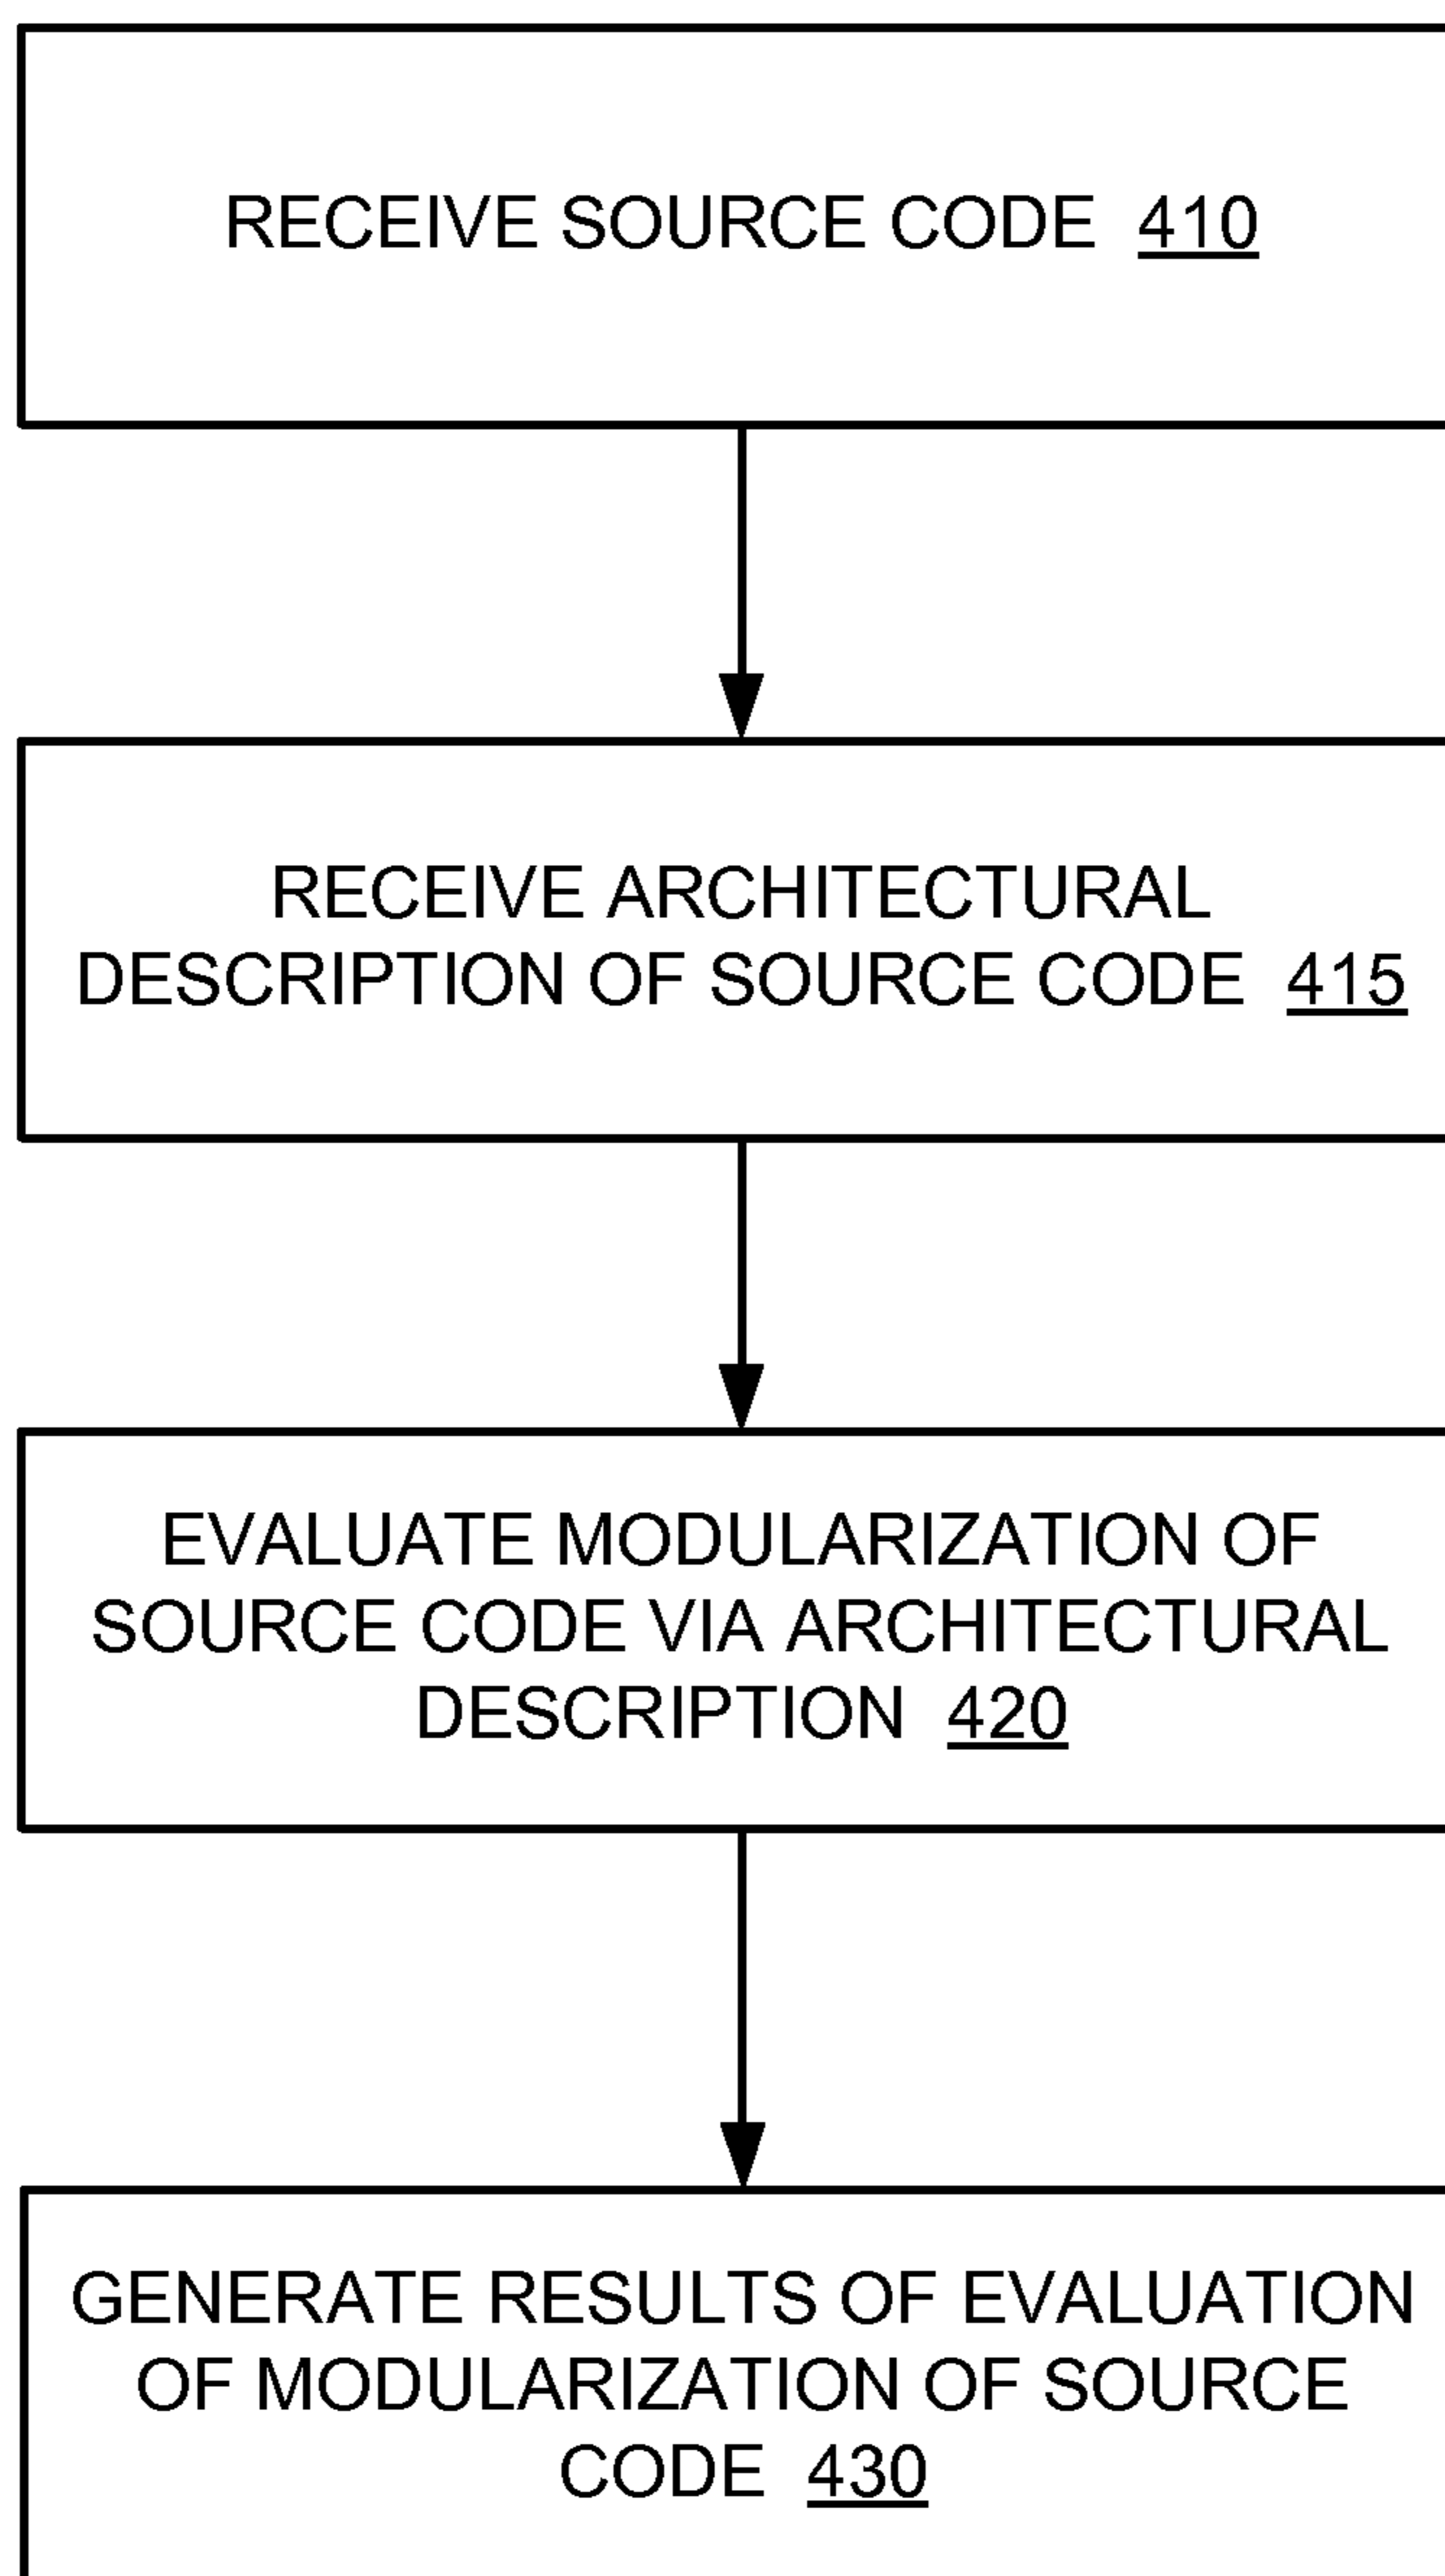 RECEIVE SOURCE CODE 410
RECEIVE ARCHITECTURAL
DESCRIPTION OF SOURCE CODE 415
EVALUATE MODULARIZATION OF
SOURCE CODE VIA ARCHITECTURAL
DESCRIPTION 420
GENERATE RESULTS OF EVALUATION
OF MODULARIZATION OF SOURCE
CODE 430